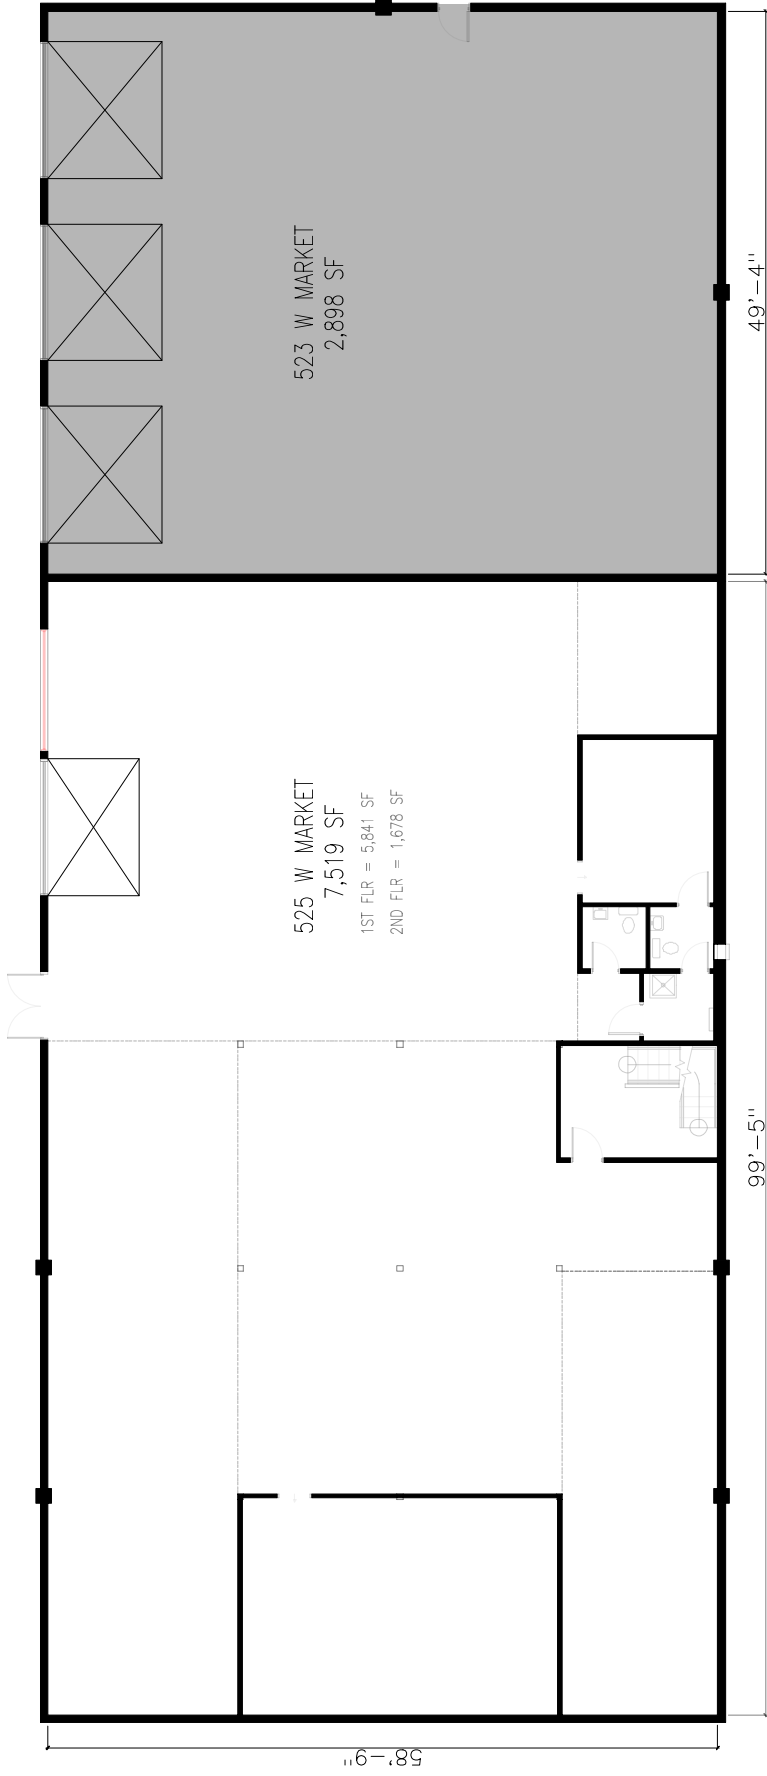 523 W MARKET
2,898 SF
49'-4"
525 W MARKET
7,519 SF
1ST FLR = 5,841 SF
2ND FLR = 1,678 SF
99'-5"
58'-9"